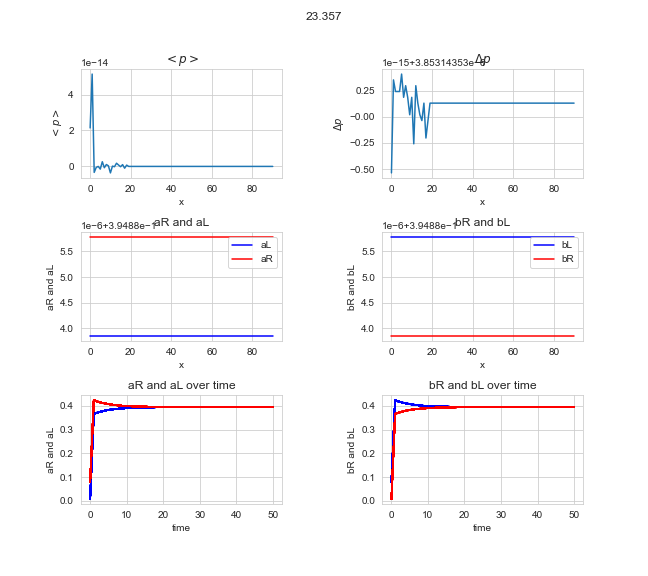 23.357
< p >
Δp
1e−14
1e−15+3.85314353e−
4
2
0
< p >
0.25
−0.00
−0.25
−0.50
Δp
0 20 40 60 80
x
0 20 40 60 80
x
aR and aL
bR and bL
1e−6+3.9488e−1
1e−6+3.9488e−1
5.5
5.0
4.5
4.0
aR and aL
aL
aR
5.5
5.0
4.5
4.0
bR and bL
bL
bR
0 20 40 60 80
x
0 20 40 60 80
x
aR and aL over time
bR and bL over time
0.4
0.3
0.2
0.1
0.0
aR and aL
0.4
0.3
0.2
0.1
0.0
bR and bL
0 10 20 30 40 50
time
0 10 20 30 40 50
time